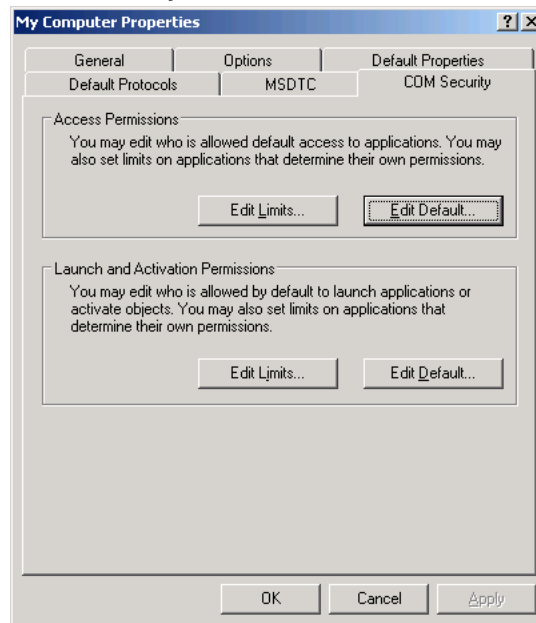 My Computer Properties
General Options Default Properties
Default Protocols MSDTC COM Security
Access Permissions
You may edit who is allowed default access to applications. You may
also set limits on applications that determine their own permissions.
Edit Limits... Edit Default...
Launch and Activation Permissions
You may edit who is allowed by default to launch applications or
activate objects. You may also set limits on applications that
determine their own permissions.
Edit Limits... Edit Default...
OK Cancel Apply